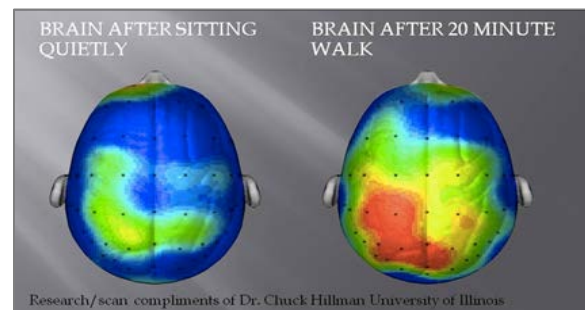 BRAIN AFTER SITTING
QUIETLY
BRAIN AFTER 20 MINUTE
WALK
Research/scan compliments of Dr. Chuck Hillman University of Illinois